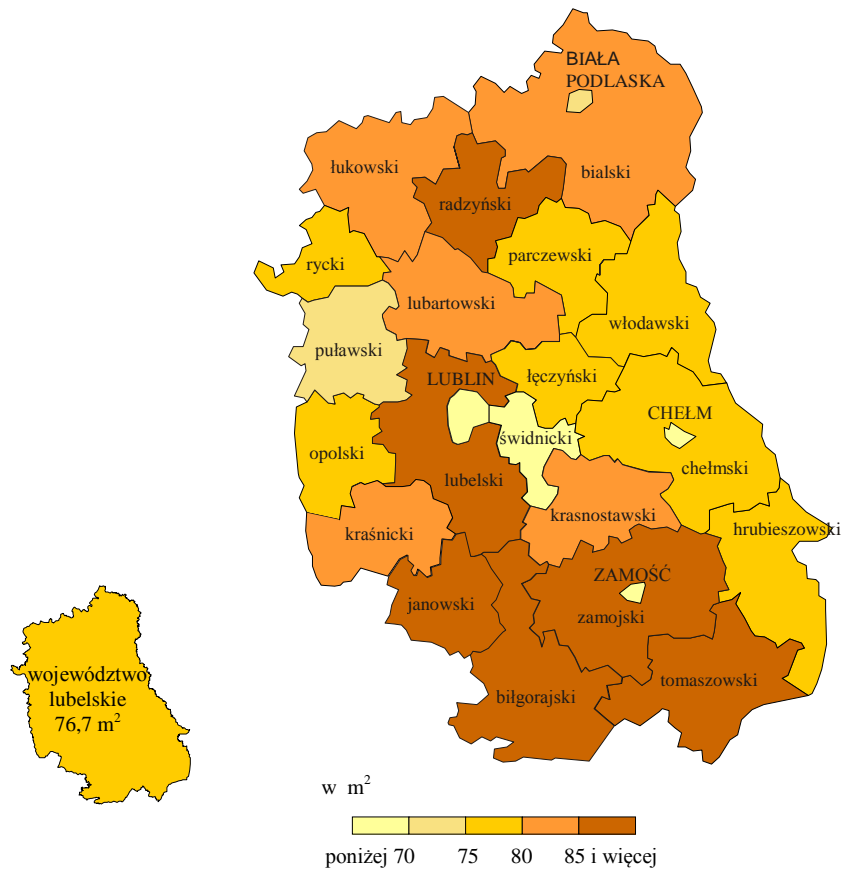 BIAŁA
PODLASKA
łukowski
bialski
radzyński
parczewski
rycki
lubartowski
włodawski
puławski
LUBLIN
łęczyński
CHEŁM
świdnicki
opolski
chełmski
lubelski
krasnostawski
hrubieszowski
kraśnicki
ZAMOŚĆ
janowski
zamojski
województwo
lubelskie
76,7 m²
tomaszowski
biłgorajski
w m²
poniżej 70 75 80 85 i więcej